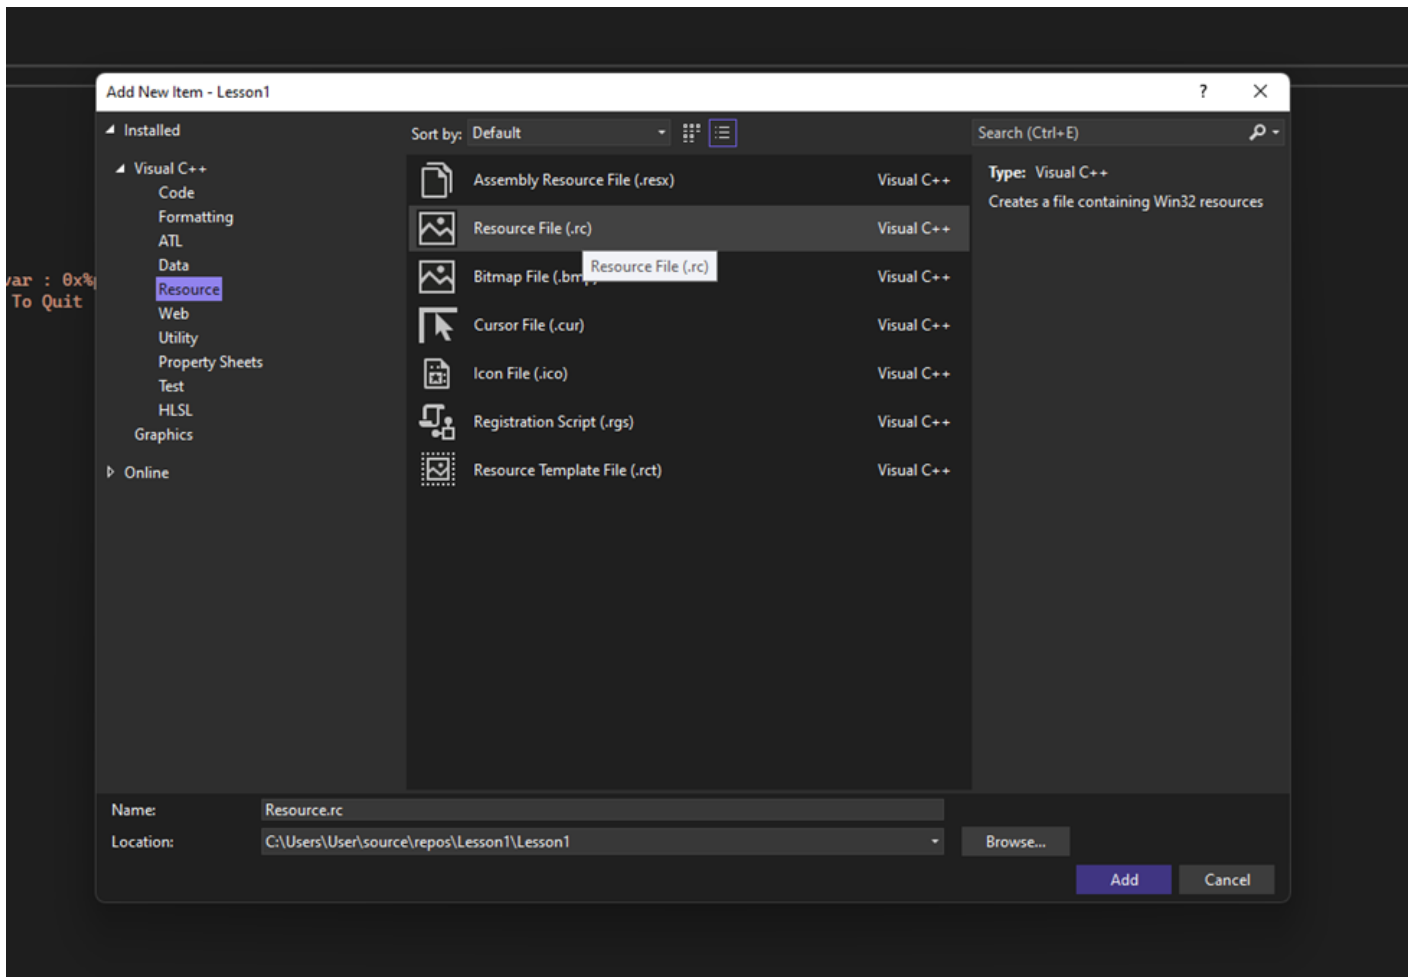 Add New Item - Lesson1
?
Installed
Visual C++
Code
Formatting
ATL
Data
Resource
Web
Utility
Property Sheets
Test
HLSL
Graphics
Online
Sort by: Default
Search (Ctrl+E)
Assembly Resource File (.resx) Visual C++
Resource File (.rc) Visual C++
Resource File (.rc)
Bitmap File Visual C++
Cursor File (.cur) Visual C++
Icon File (.ico) Visual C++
Registration Script (.rgs) Visual C++
Resource Template File (.rct) Visual C++
Type: Visual C++
Creates a file containing Win32 resources
var : 0x%
To Quit
Name: Resource.rc
Location: C:\Users\User\source\repos\Lesson1\Lesson1
Browse...
Add Cancel